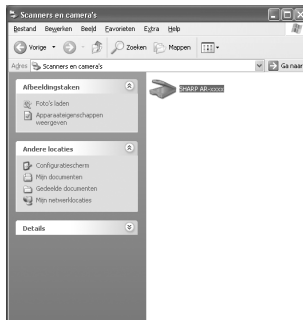 Scanners en camera's
Bestand Bewerken Beeld Favorieten Extra Help
Vorige Zoeken Mappen
Adres Scanners en camera's Ga naar
Afbeeldingstaken
Foto's laden
Apparaateigenschappen
weergeven
SHARP AR-xxxx
Andere locaties
Configuratiescherm
Mijn documenten
Gedeelde documenten
Mijn netwerklocaties
Details